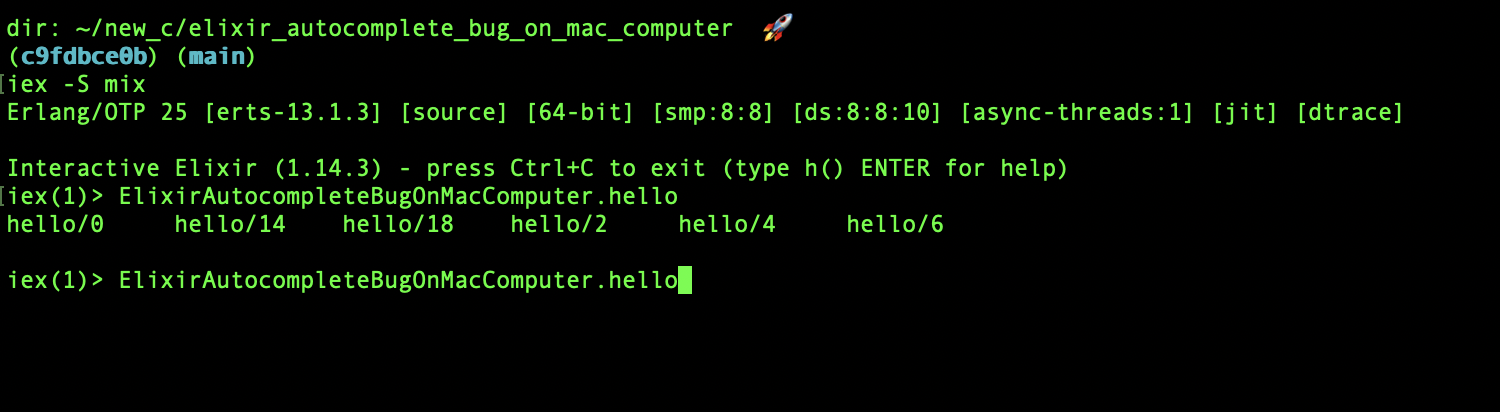 dir: ~/new_c/elixir_autocomplete_bug_on_mac_computer 🚀
(c9fdbce0b) (main)
iex -S mix
Erlang/OTP 25 [erts-13.1.3] [source] [64-bit] [smp:8:8] [ds:8:8:10] [async-threads:1] [jit] [dtrace]
Interactive Elixir (1.14.3) - press Ctrl+C to exit (type h() ENTER for help)
iex(1)> ElixirAutocompleteBugOnMacComputer.hello
hello/0 hello/14 hello/18 hello/2 hello/4 hello/6
iex(1)> ElixirAutocompleteBugOnMacComputer.hello